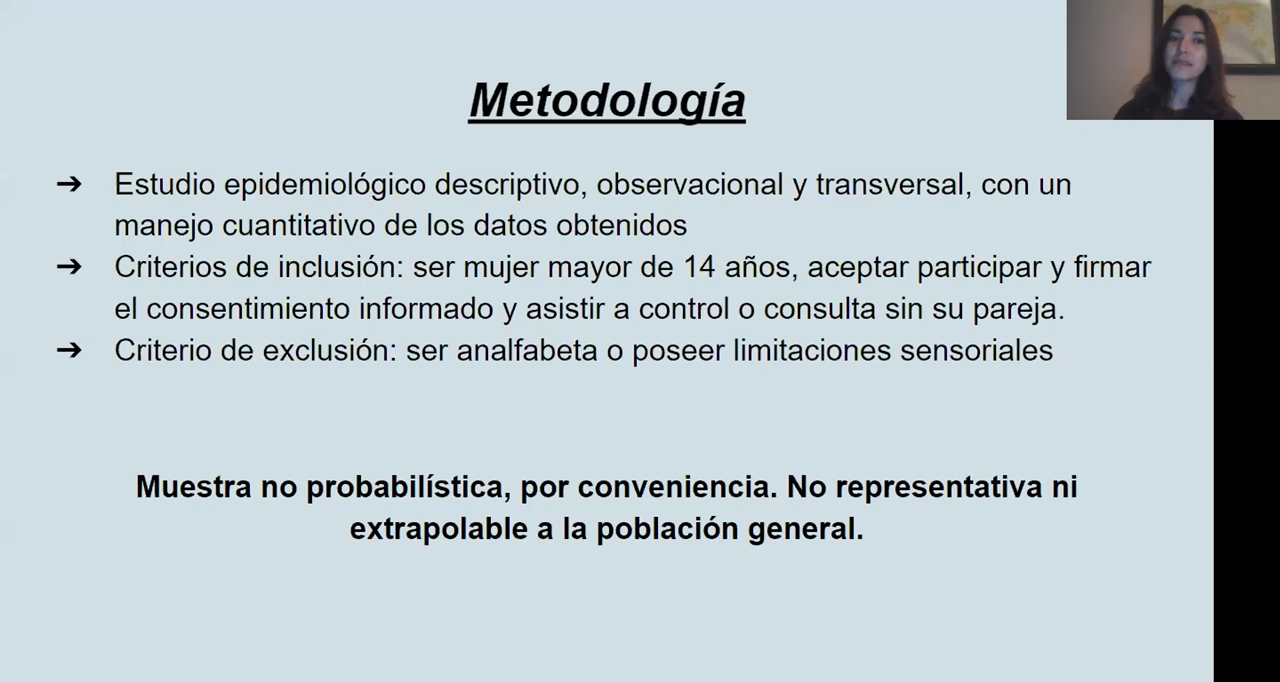 Metodología
➔ Estudio epidemiológico descriptivo, observacional y transversal, con un
manejo cuantitativo de los datos obtenidos
➔ Criterios de inclusión: ser mujer mayor de 14 años, aceptar participar y firmar
el consentimiento informado y asistir a control o consulta sin su pareja.
➔ Criterio de exclusión: ser analfabeta o poseer limitaciones sensoriales
Muestra no probabilística, por conveniencia. No representativa ni
extrapolable a la población general.